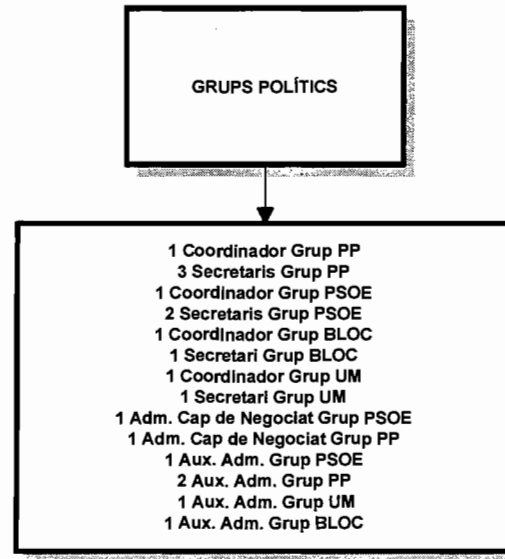 GRUPS POLÍTICS
1 Coordinador Grup PP
3 Secretaris Grup PP
1 Coordinador Grup PSOE
2 Secretaris Grup PSOE
1 Coordinador Grup BLOC
1 Secretari Grup BLOC
1 Coordinador Grup UM
1 Secretari Grup UM
1 Adm. Cap de Negociat Grup PSOE
1 Adm. Cap de Negociat Grup PP
1 Aux. Adm. Grup PSOE
2 Aux. Adm. Grup PP
1 Aux. Adm. Grup UM
1 Aux. Adm. Grup BLOC